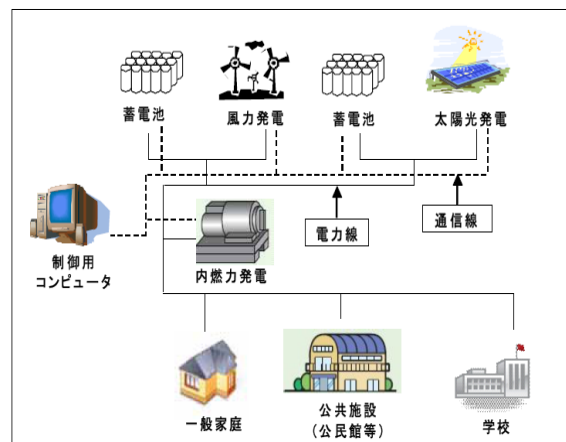 蓄電池
風力発電
蓄電池
太陽光発電
電力線
通信線
制御用
コンピュータ
内燃力発電
一般家庭
公共施設
(公民館等)
学校